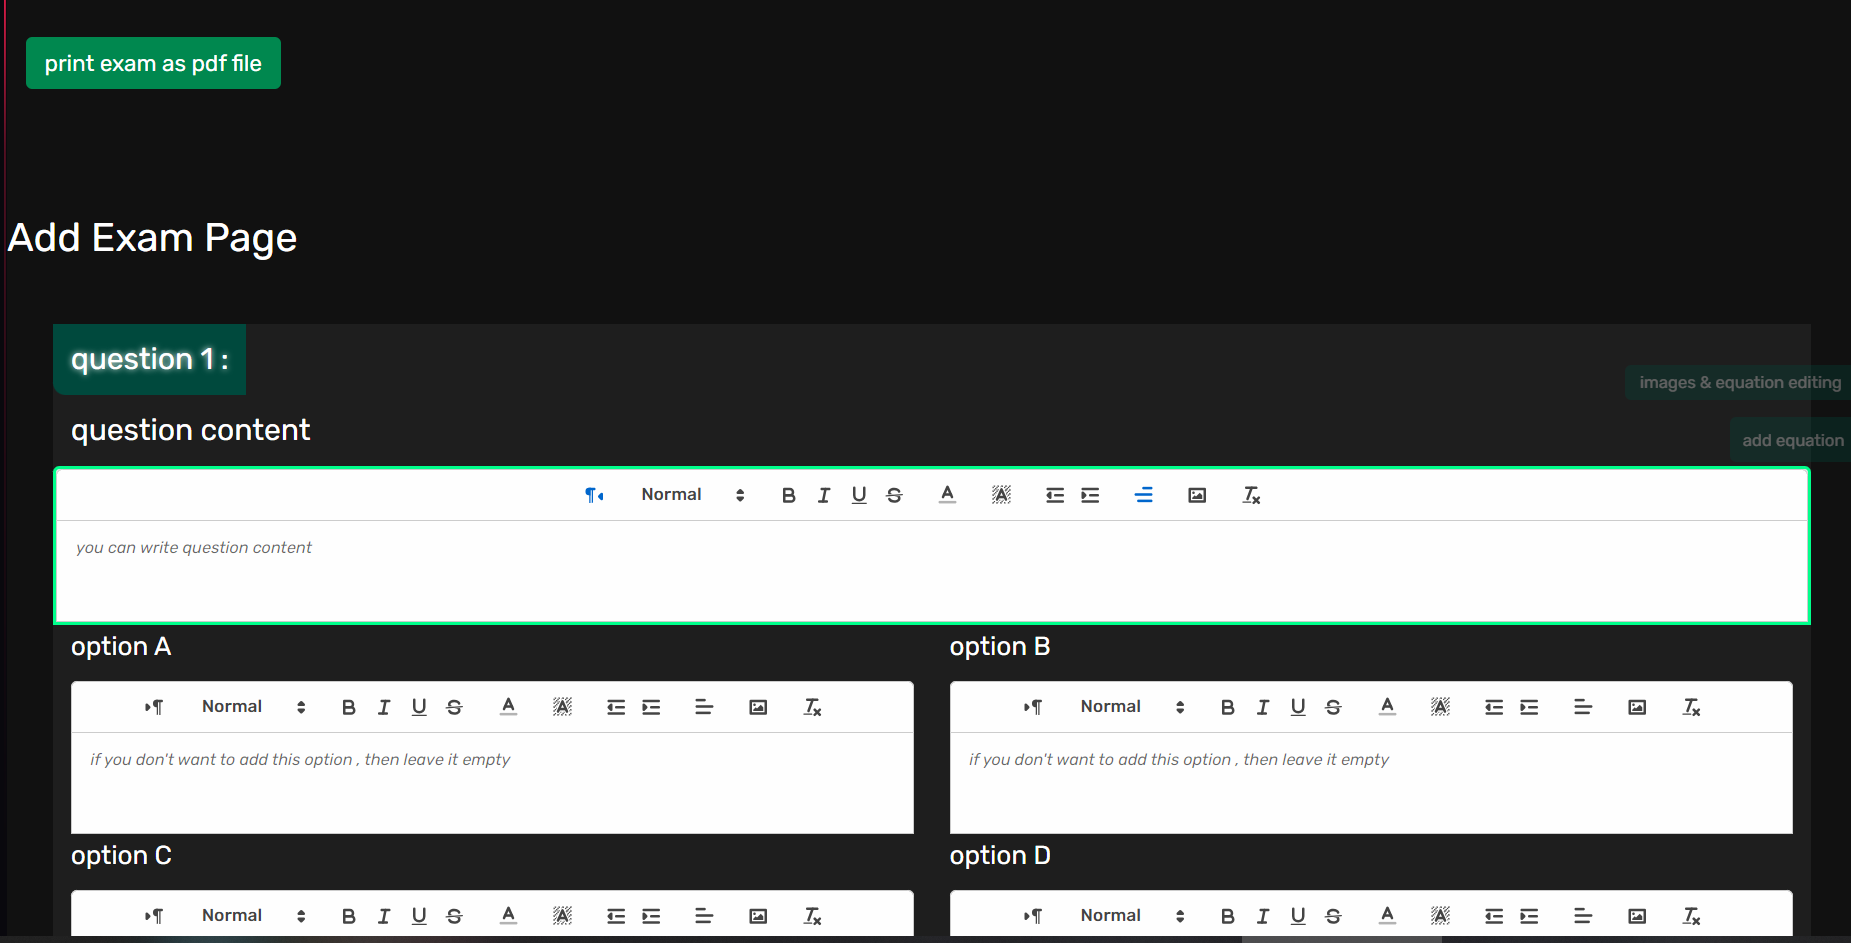 print exam as pdf file
Add Exam Page
question 1 :
images & equation editing
question content
add equation
Normal
you can write question content
option A
option B
Normal
Normal
if you don't want to add this option , then leave it empty
if you don't want to add this option , then leave it empty
option C
option D
Normal
Normal